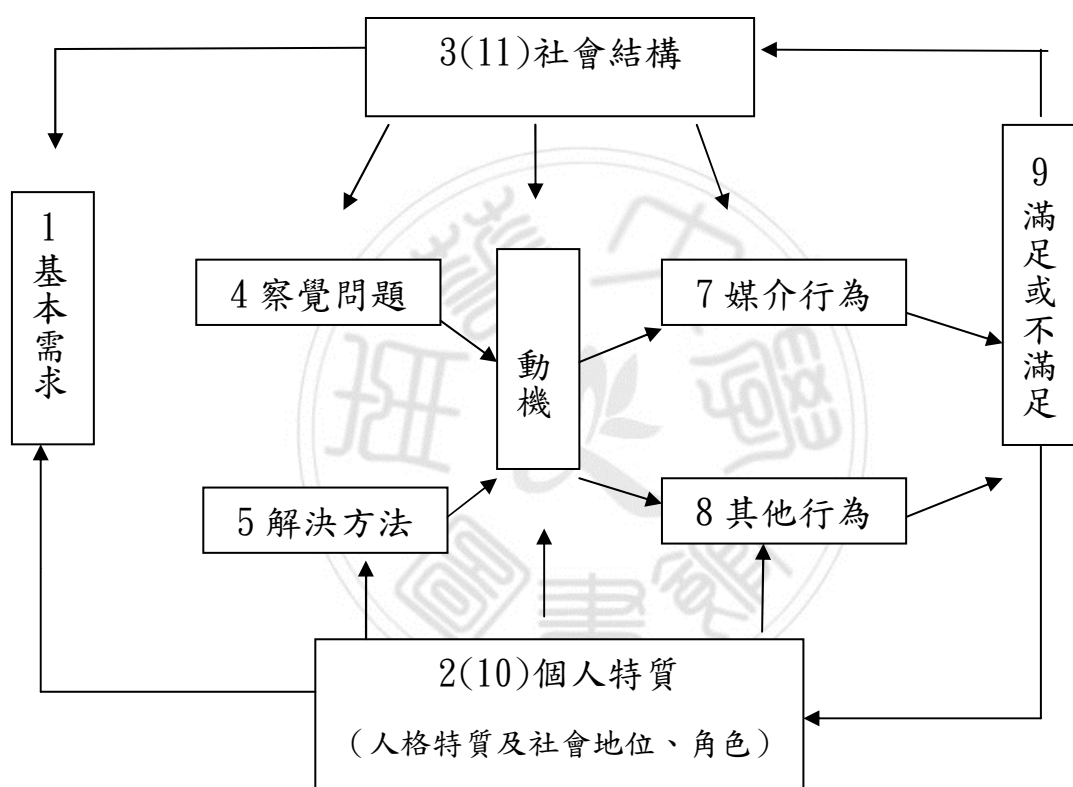 3(11)社會結構
1
基
本
需
求
4 察覺問題
動
機
7 媒介行為
9
滿
足
或
不
滿
足
5 解決方法
8 其他行為
2(10)個人特質
（人格特質及社會地位、角色）